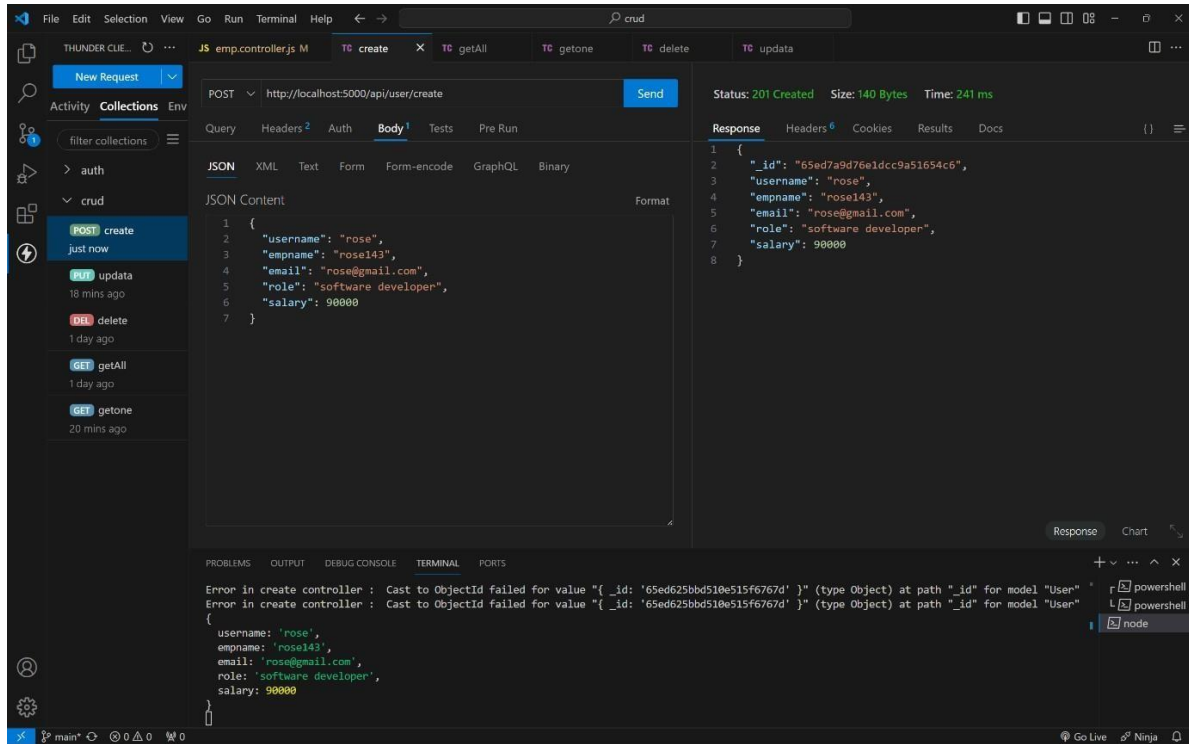 File Edit Selection View Go Run Terminal Help
crud
THUNDER CLIE...
JS emp.controller.js M
TC create
TC getAll
TC getone
TC delete
TC updata
New Request
Activity Collections Env
filter collections
auth
crud
POST create
just now
PUT updata
18 mins ago
DEL delete
1 day ago
GET getAll
1 day ago
GET getone
20 mins ago
POST http://localhost:5000/api/user/create Send
Query Headers 2 Auth Body 1 Tests Pre Run
JSON XML Text Form Form-encode GraphQL Binary
JSON Content Format
1 {
2 "username": "rose",
3 "empname": "rose143",
4 "email": "rose@gmail.com",
5 "role": "software developer",
6 "salary": 90000
7 }
Status: 201 Created Size: 140 Bytes Time: 241 ms
Response Headers 6 Cookies Results Docs {}
1 {
2 "_id": "65ed7a9d76e1dcc9a51654c6",
3 "username": "rose",
4 "empname": "rose143",
5 "email": "rose@gmail.com",
6 "role": "software developer",
7 "salary": 90000
8 }
Response Chart
PROBLEMS OUTPUT DEBUG CONSOLE TERMINAL PORTS
Error in create controller : Cast to ObjectId failed for value "{ _id: '65ed625bbd510e515f6767d' }" (type Object) at path "_id" for model "User"
Error in create controller : Cast to ObjectId failed for value "{ _id: '65ed625bbd510e515f6767d' }" (type Object) at path "_id" for model "User"
{
username: 'rose',
empname: 'rose143',
email: 'rose@gmail.com',
role: 'software developer',
salary: 90000
}
powershell
powershell
node
main* 0 0 0
Go Live Ninja